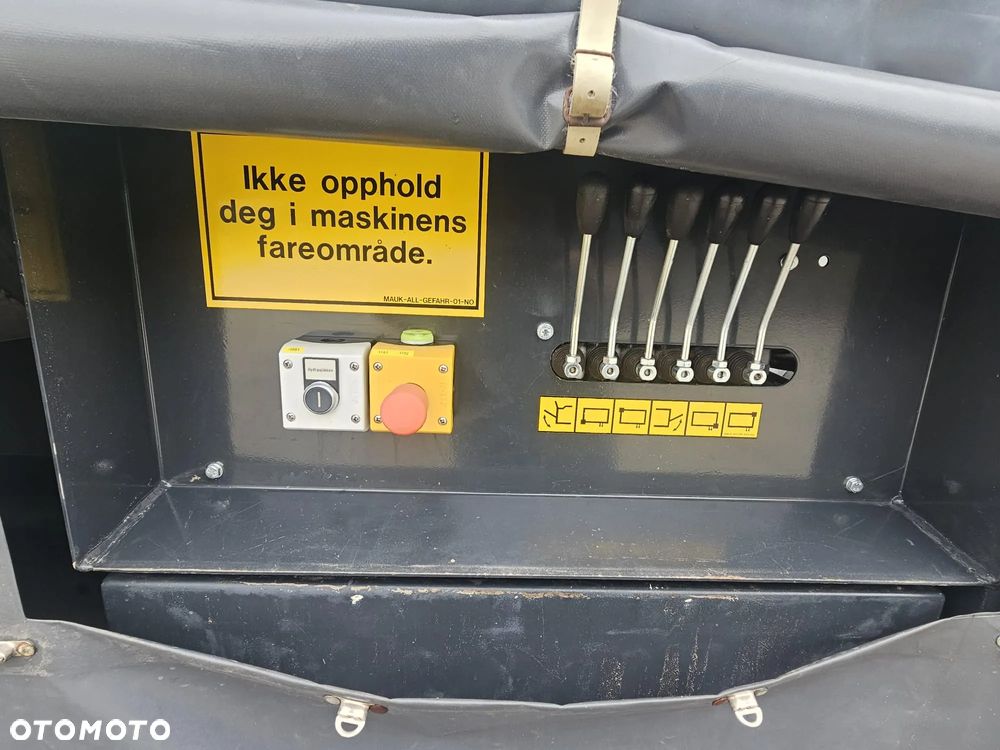 Ikke opphold
deg i maskinens
fareområde.
MAUK-ALL-GEFAHR-01-NO
OTOMOTO